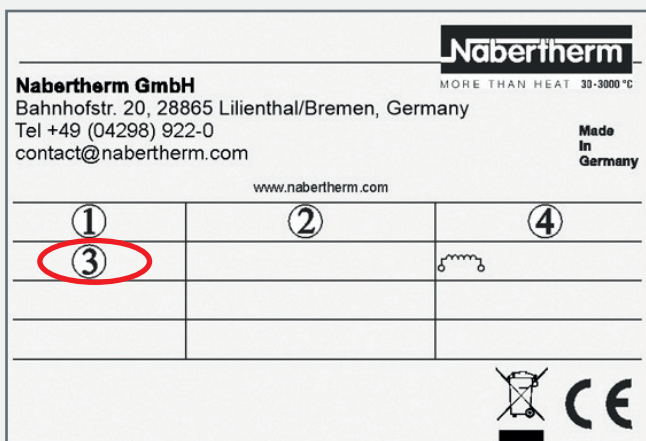 Nabertherm
MORE THAN HEAT 30-3000 °C
Nabertherm GmbH
Bahnhofstr. 20, 28865 Lilienthal/Bremen, Germany
Tel +49 (04298) 922-0
contact@nabertherm.com
Made
In
Germany
www.nabertherm.com
① ② ④
③
CE